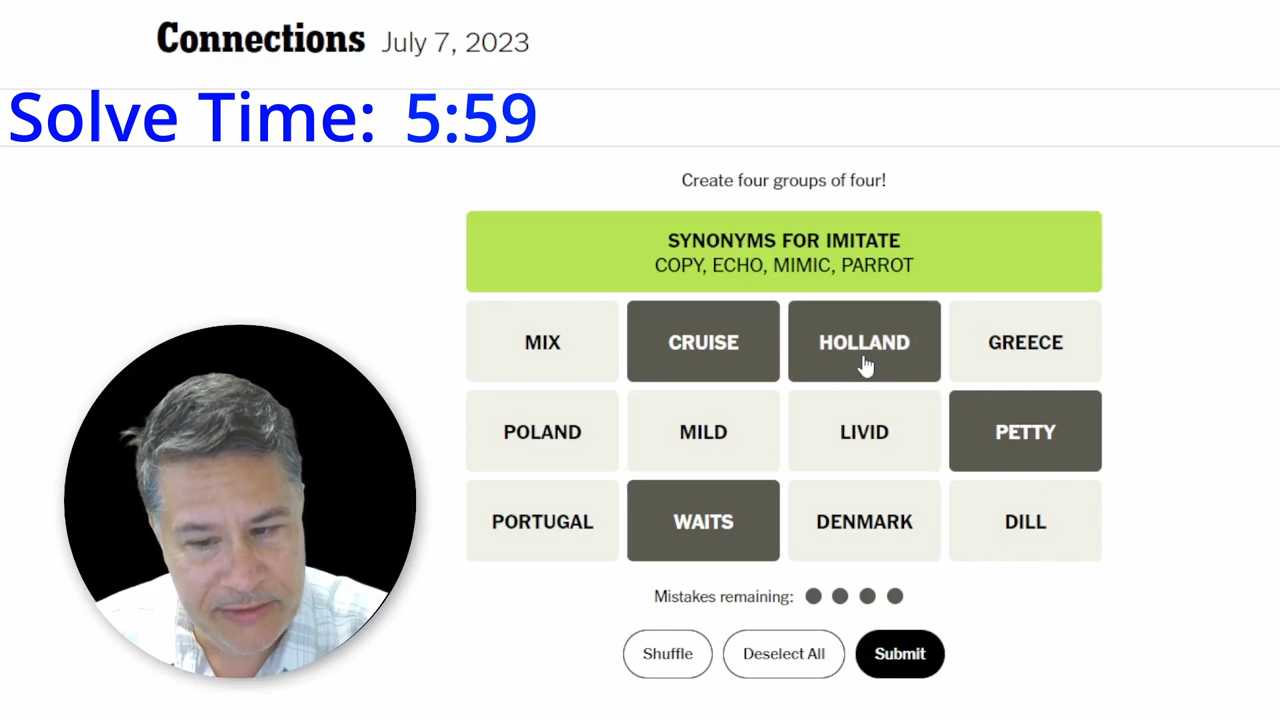 Connections July 7, 2023
Solve Time: 5:59
Create four groups of four!
SYNONYMS FOR IMITATE
COPY, ECHO, MIMIC, PARROT
MIX CRUISE HOLLAND GREECE
POLAND MILD LIVID PETTY
PORTUGAL WAITS DENMARK DILL
Mistakes remaining:
Shuffle Deselect All Submit